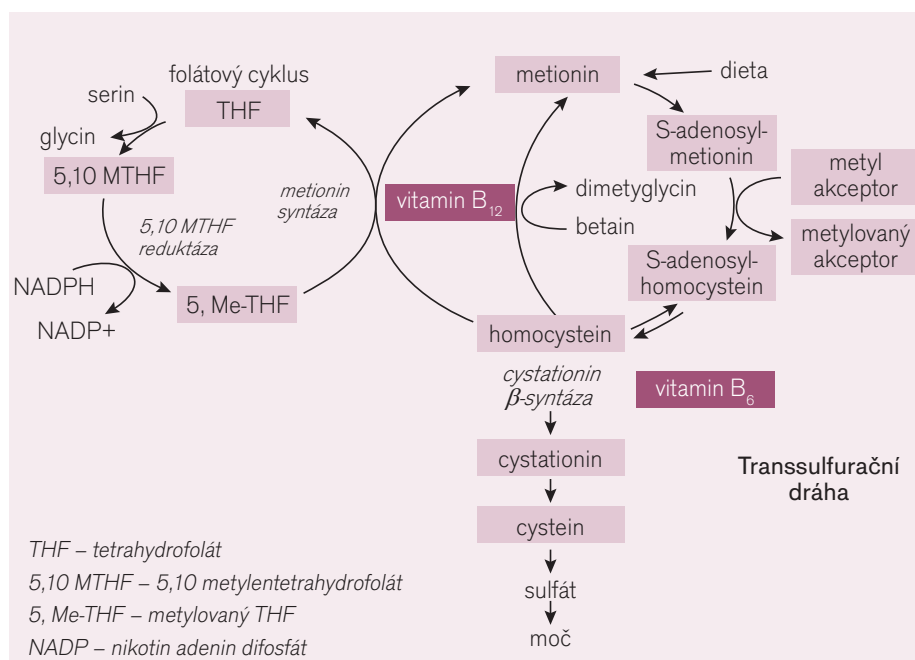 folátový cyklus
THF
serin
glycin
5,10 MTHF
5,10 MTHF
reduktáza
NADPH
NADP+
5, Me-THF
metionin
syntáza
vitamin B12
metionin
dieta
S-adenosyl-
metionin
metyl
akceptor
metylovaný
akceptor
dimetyglycin
betain
S-adenosyl-
homocystein
homocystein
cystationin
β-syntáza
vitamin B6
cystationin
cystein
sulfát
moč
Transsulfurační
dráha
THF – tetrahydrofolát
5,10 MTHF – 5,10 metylentetrahydrofolát
5, Me-THF – metylovaný THF
NADP – nikotin adenin difosfát